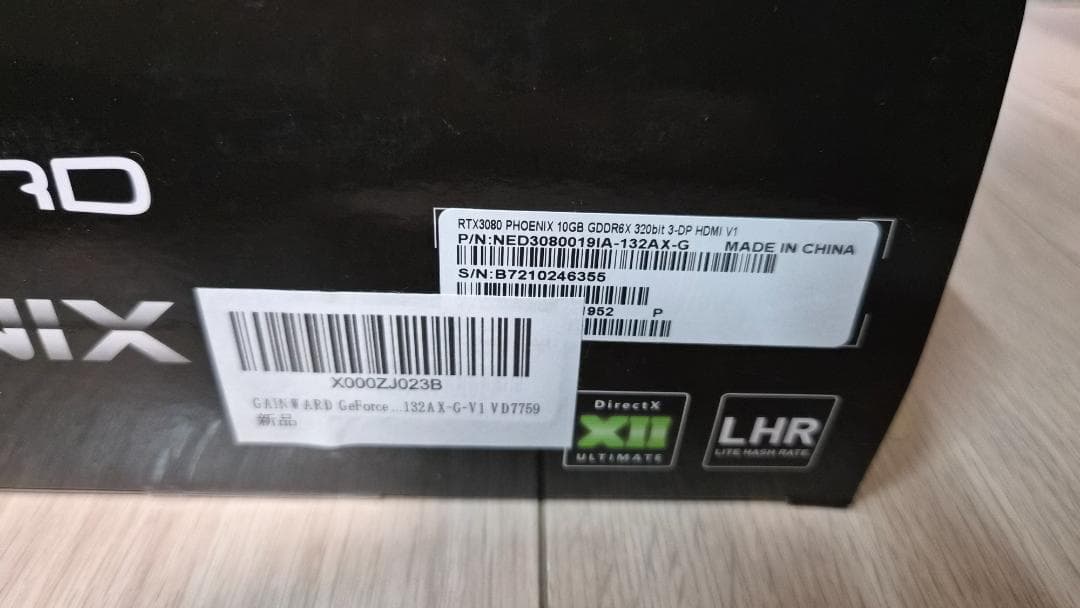 RD
RTX3080 PHOENIX 10GB GDDR6X 320bit 3-DP HDMI V1
P/N:NED3080019IA-132AX-G MADE IN CHINA
S/N:B7210246355
952 P
NIX
X000ZJ023B
GAINWARD GeForce ...132AX-G-V1 VD7759
新品
DirectX
XII
ULTIMATE
LHR
LITE HASH RATE